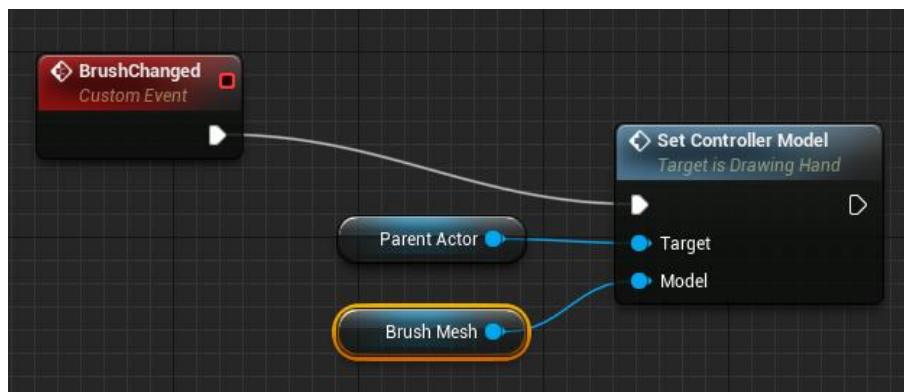 BrushChanged
Custom Event
Set Controller Model
Target is Drawing Hand
Parent Actor
Target
Model
Brush Mesh